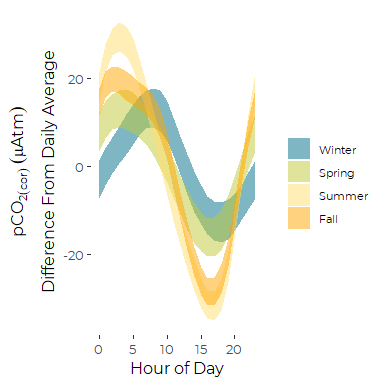 pCO2(cor) (µAtm)
Difference From Daily Average
20
0
-20
0
5
10
15
20
Hour of Day
Winter
Spring
Summer
Fall